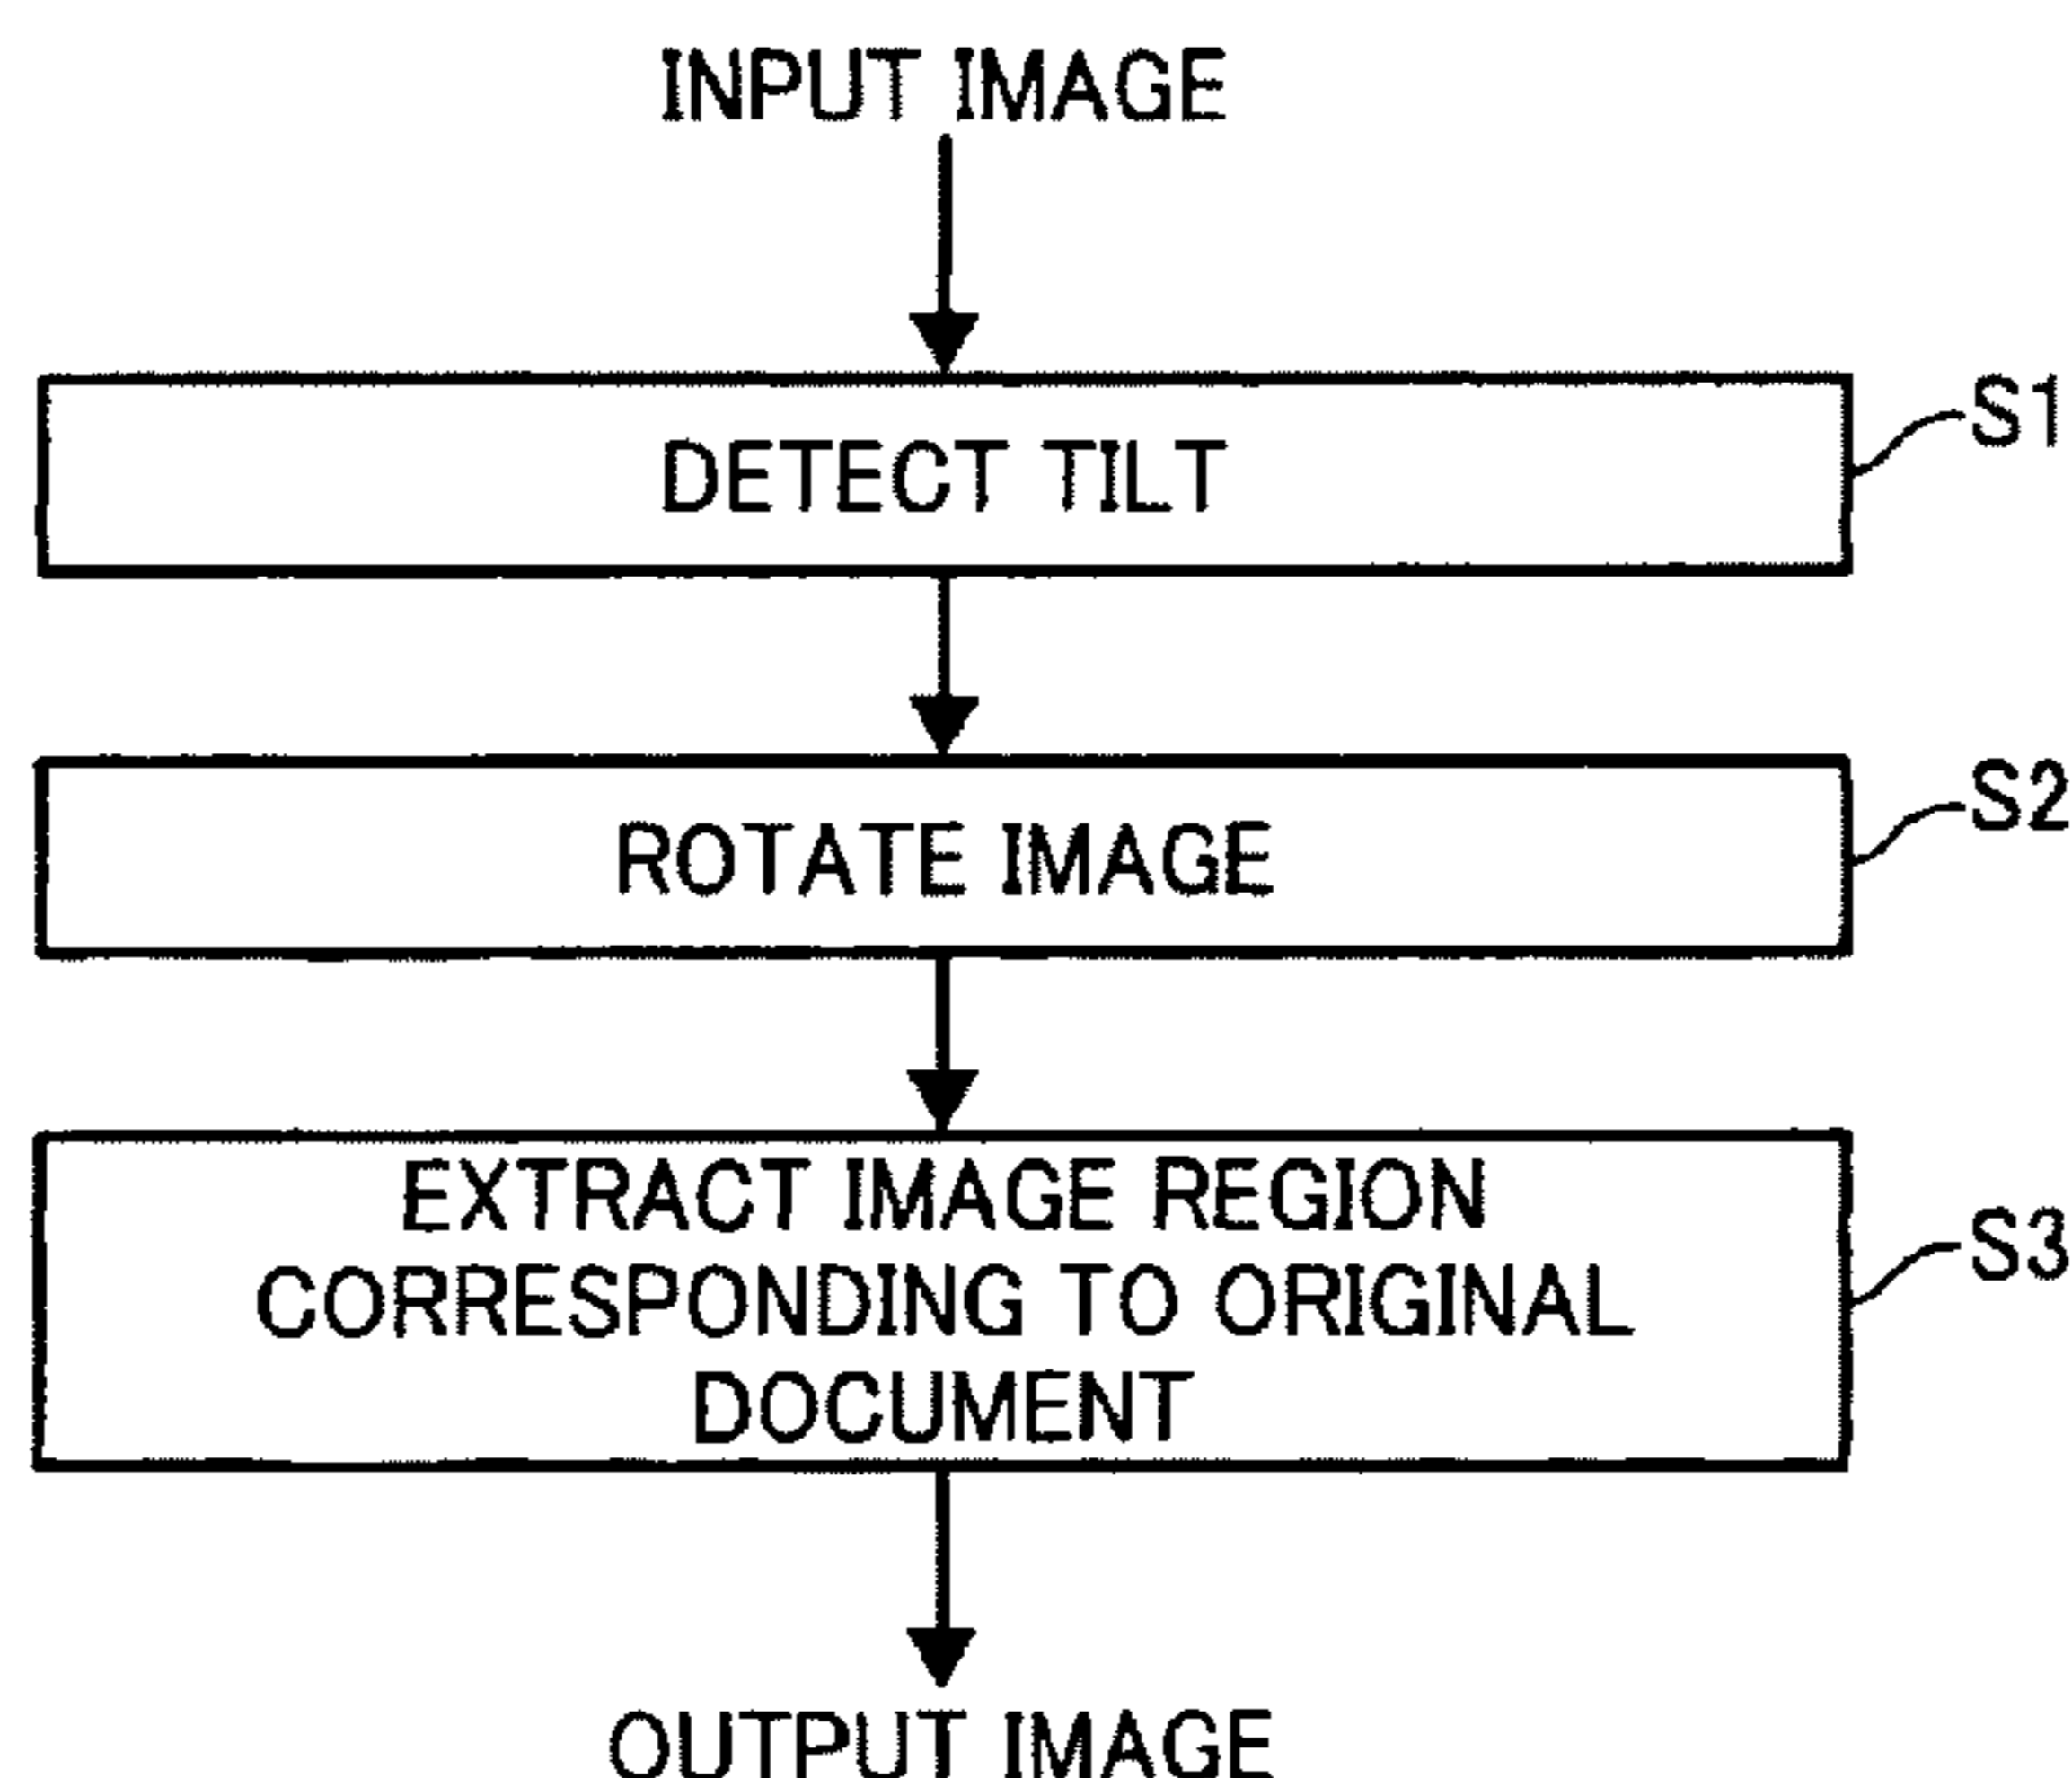 INPUT IMAGE
DETECT TILT
S1
ROTATE IMAGE
S2
EXTRACT IMAGE REGION
CORRESPONDING TO ORIGINAL
DOCUMENT
S3
OUTPUT IMAGE